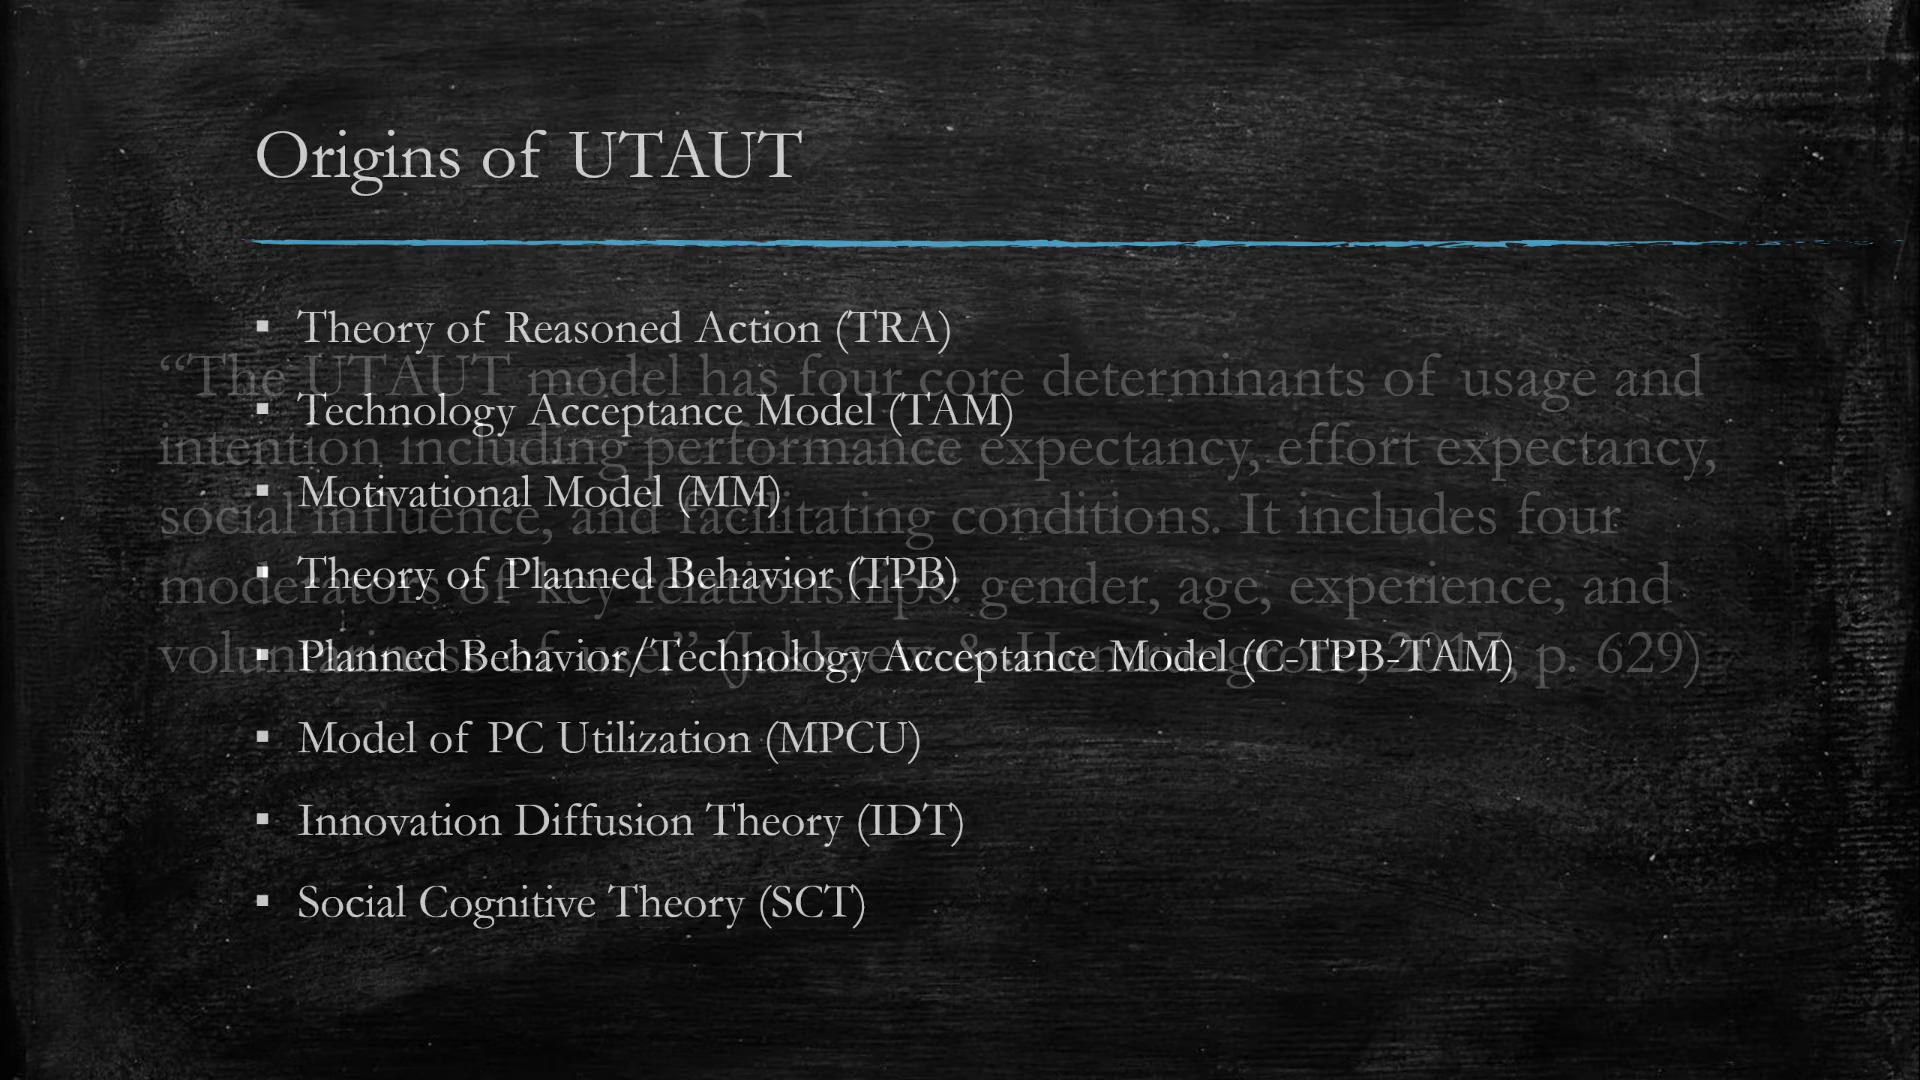 Origins of UTAUT
▪ Theory of Reasoned Action (TRA)
▪ Technology Acceptance Model (TAM)
▪ Motivational Model (MM)
▪ Theory of Planned Behavior (TPB)
▪ Planned Behavior/Technology Acceptance Model (C-TPB-TAM)
▪ Model of PC Utilization (MPCU)
▪ Innovation Diffusion Theory (IDT)
▪ Social Cognitive Theory (SCT)
“The UTAUT model has four core determinants of usage and
intention including performance expectancy, effort expectancy,
social influence, and facilitating conditions. It includes four
moderators of key relationships: gender, age, experience, and
2017, p. 629)